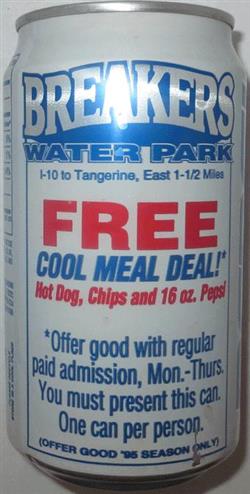 BREAKERS
WATER PARK
I-10 to Tangerine, East 1-1/2 Miles
FREE
COOL MEAL DEAL!*
Hot Dog, Chips and 16 oz. Pepsi
*Offer good with regular
paid admission, Mon.-Thurs.
You must present this can.
One can per person.
(OFFER GOOD '95 SEASON ONLY)